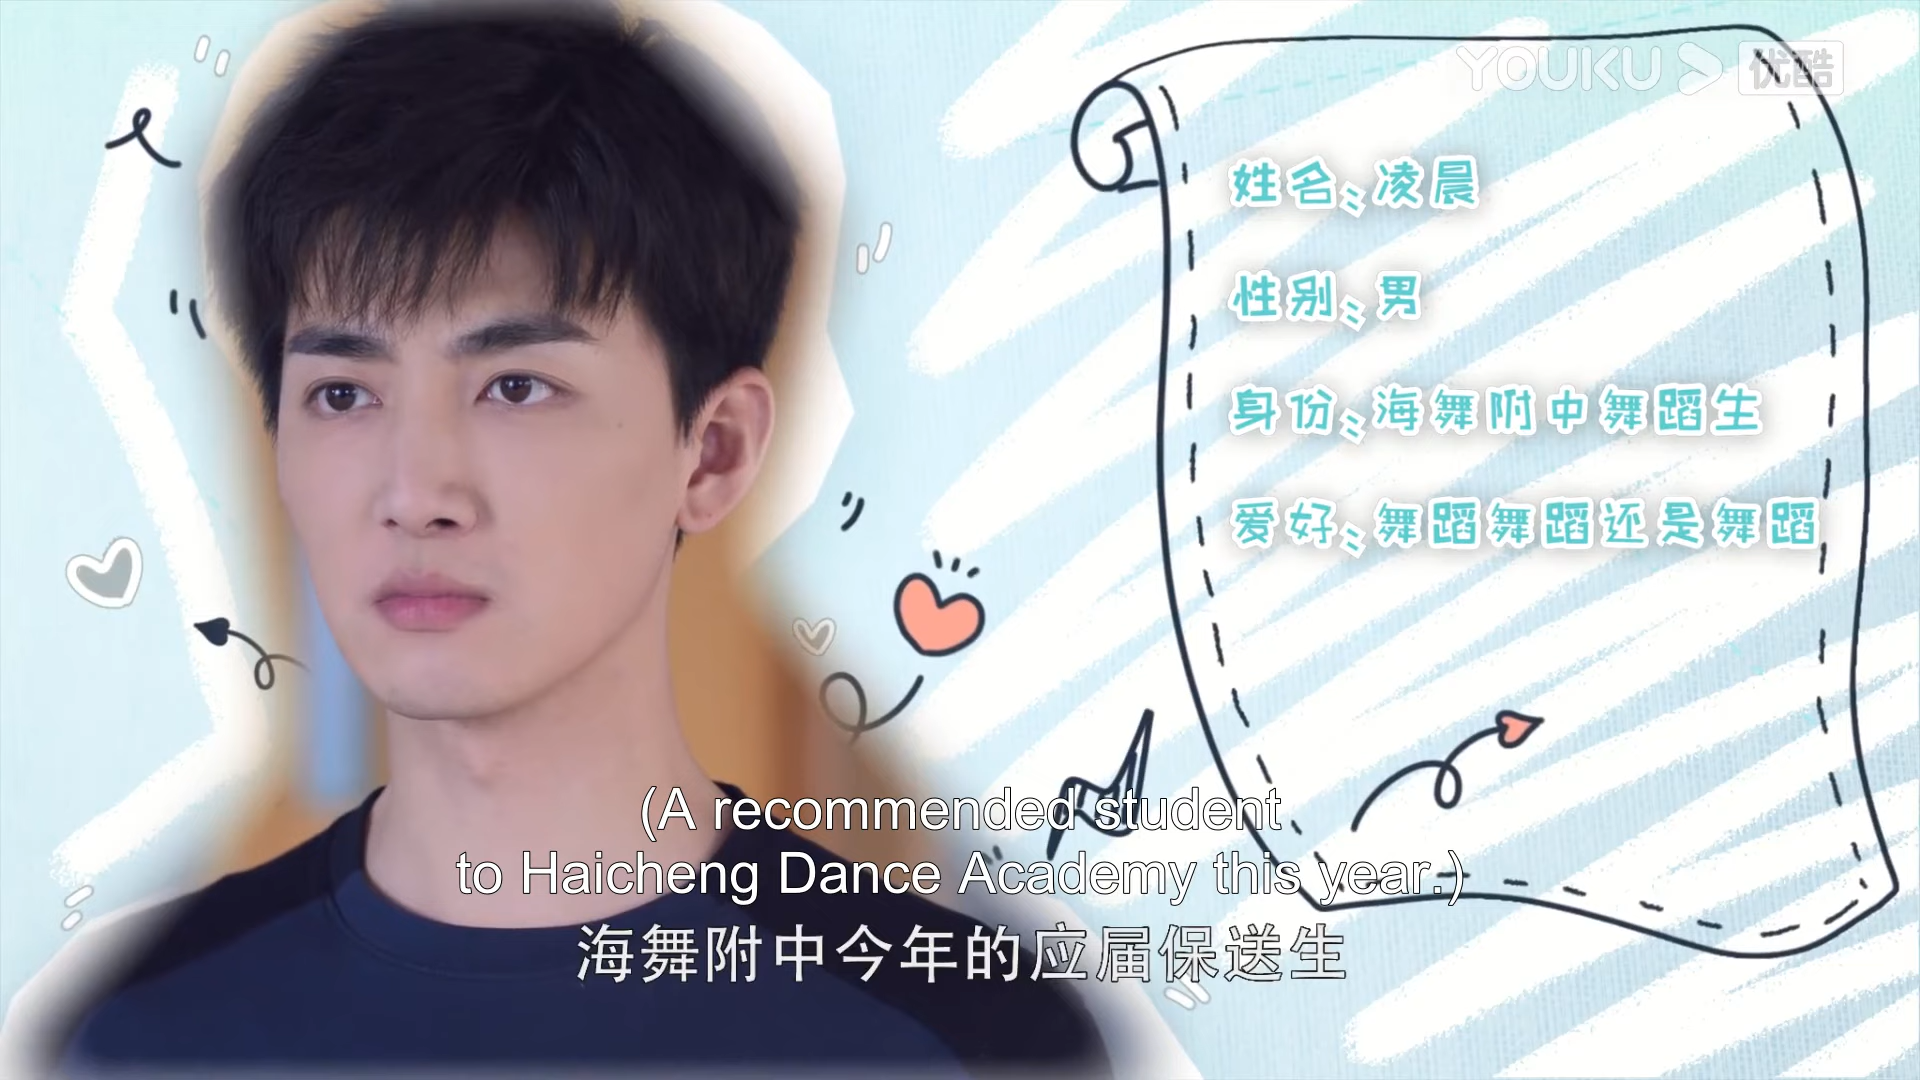 YOUKU 优酷
姓名：凌晨
性别：男
身份：海舞附中舞蹈生
爱好：舞蹈舞蹈还是舞蹈
(A recommended student
to Haicheng Dance Academy this year.)
海舞附中今年的应届保送生